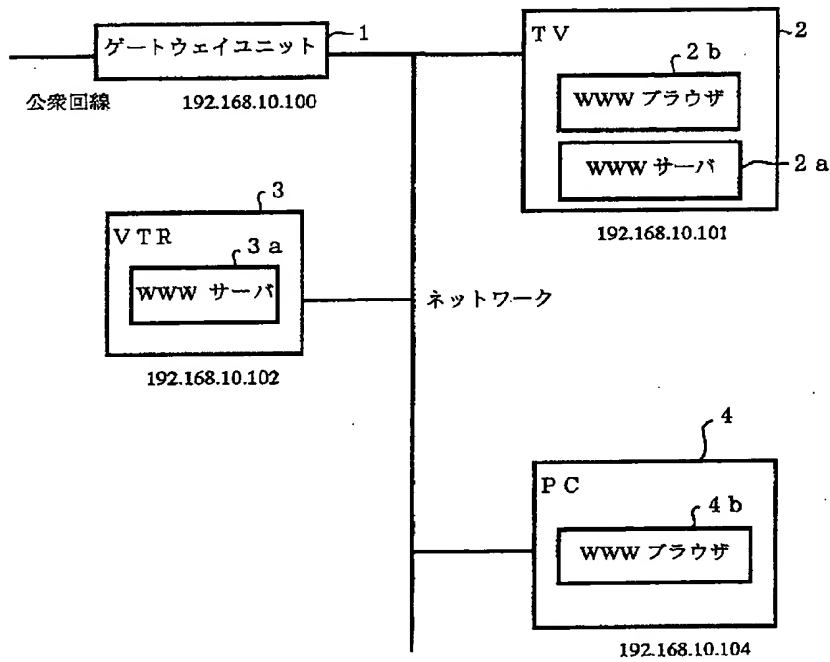 ゲートウェイユニット
1
公衆回線
192.168.10.100
TV
2
2b
WWW ブラウザ
WWW サーバ
2a
192.168.10.101
3
VTR
3a
WWW サーバ
192.168.10.102
ネットワーク
4
PC
4b
WWW ブラウザ
192.168.10.104